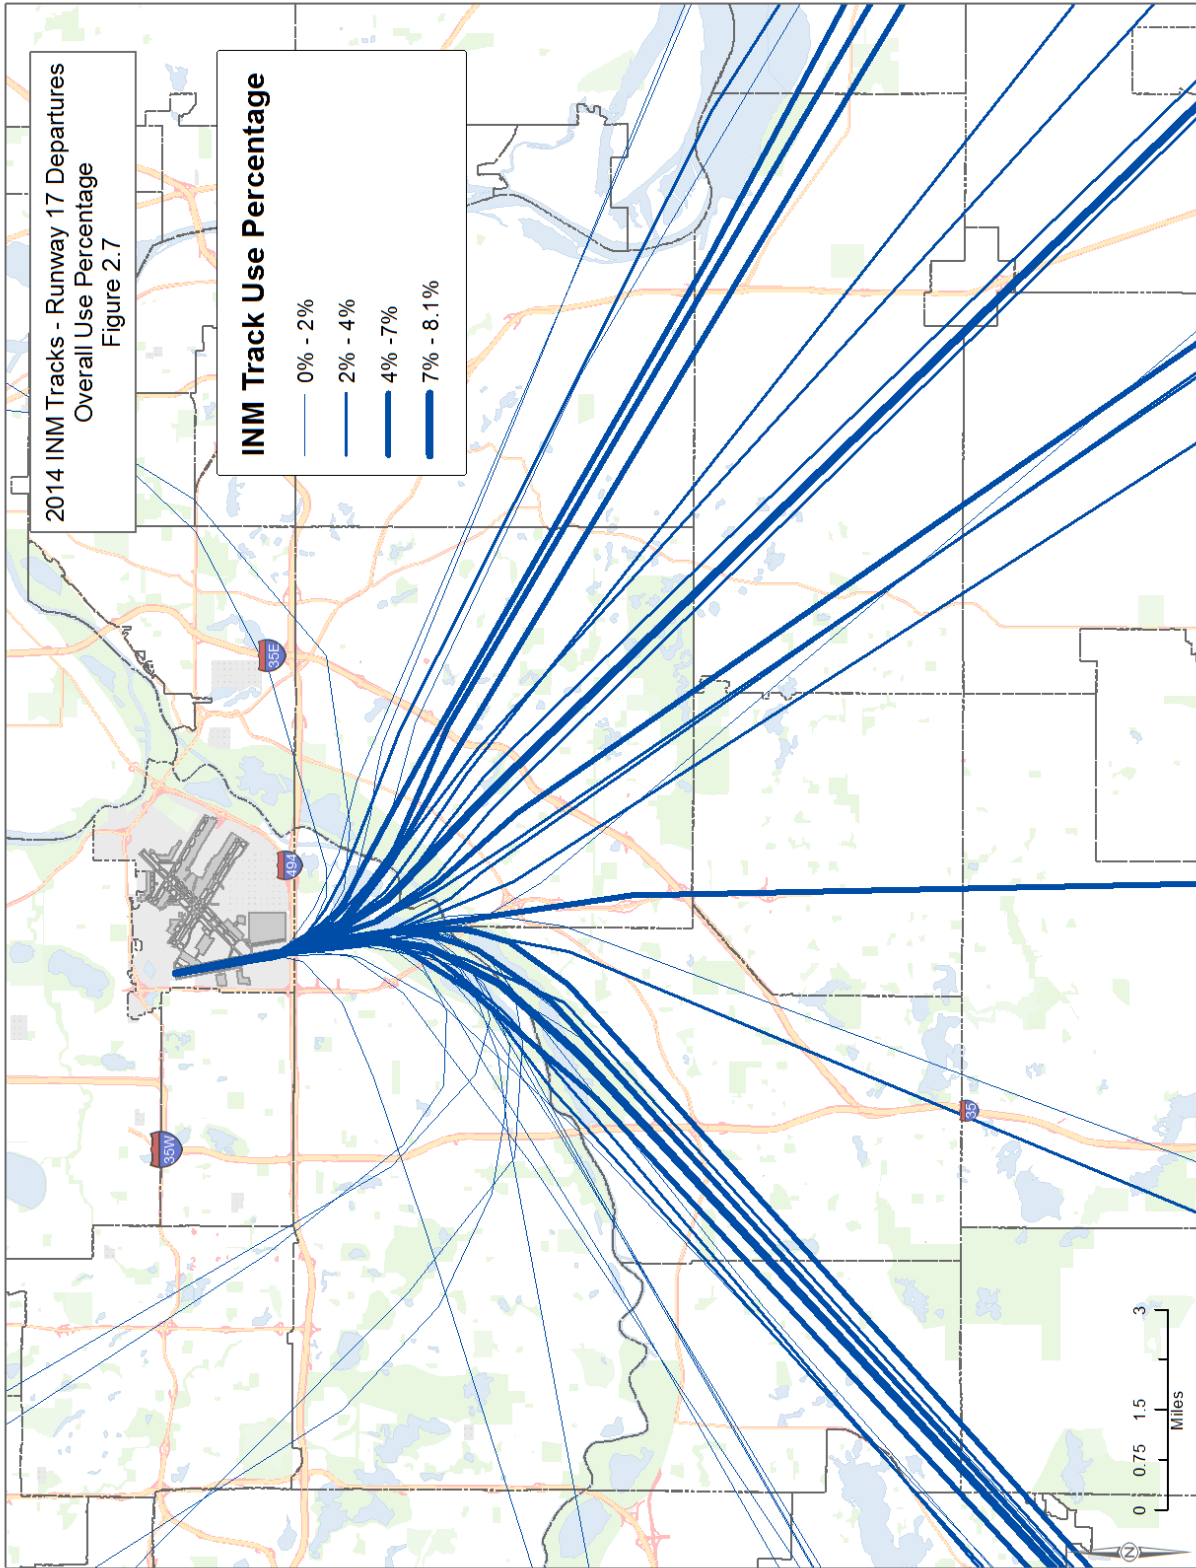 2014 INM Tracks - Runway 17 Departures
Overall Use Percentage
Figure 2.7
INM Track Use Percentage
0% - 2%
2% - 4%
4% -7%
7% - 8.1%
35E
494
35W
35
0 0.75 1.5 3
Miles
N